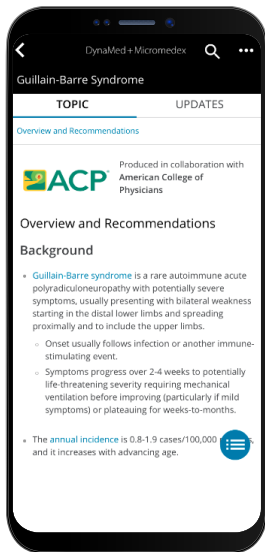 DynaMed + Micromedex
Guillain-Barre Syndrome
TOPIC
UPDATES
Overview and Recommendations
ACP
Produced in collaboration with
American College of
Physicians
Overview and Recommendations
Background
Guillain-Barre syndrome is a rare autoimmune acute
polyradiculoneuropathy with potentially severe
symptoms, usually presenting with bilateral weakness
starting in the distal lower limbs and spreading
proximally and to include the upper limbs.
Onset usually follows infection or another immune-
stimulating event.
Symptoms progress over 2-4 weeks to potentially
life-threatening severity requiring mechanical
ventilation before improving (particularly if mild
symptoms) or plateauing for weeks-to-months.
The annual incidence is 0.8-1.9 cases/100,000
and it increases with advancing age.